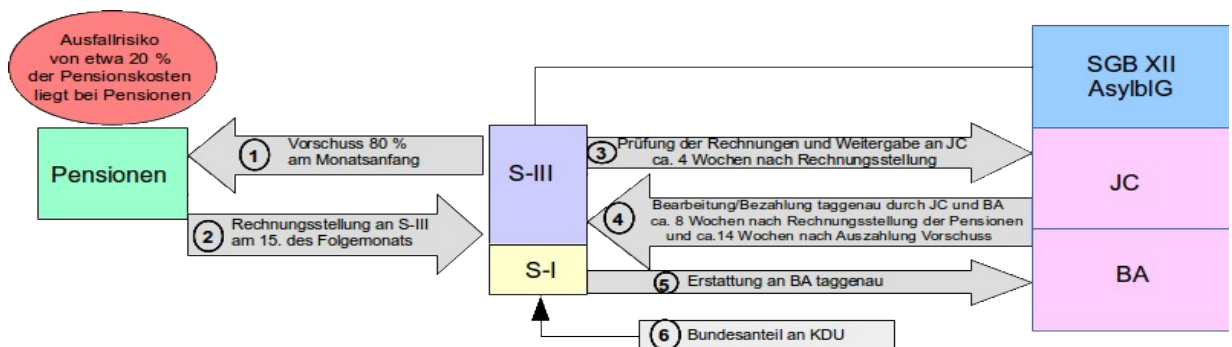 Ausfallrisiko
von etwa 20 %
der Pensionskosten
liegt bei Pensionen
SGB XII
AsylbIG
Pensionen
1
Vorschuss 80 %
am Monatsanfang
S-III
3
Prüfung der Rechnungen und Weitergabe an JC
ca. 4 Wochen nach Rechnungsstellung
JC
2
Rechnungsstellung an S-III
am 15. des Folgemonats
4
Bearbeitung/Bezahlung taggenau durch JC und BA
ca. 8 Wochen nach Rechnungsstellung der Pensionen
und ca.14 Wochen nach Auszahlung Vorschuss
S-I
5
Erstattung an BA taggenau
BA
6
Bundesanteil an KDU